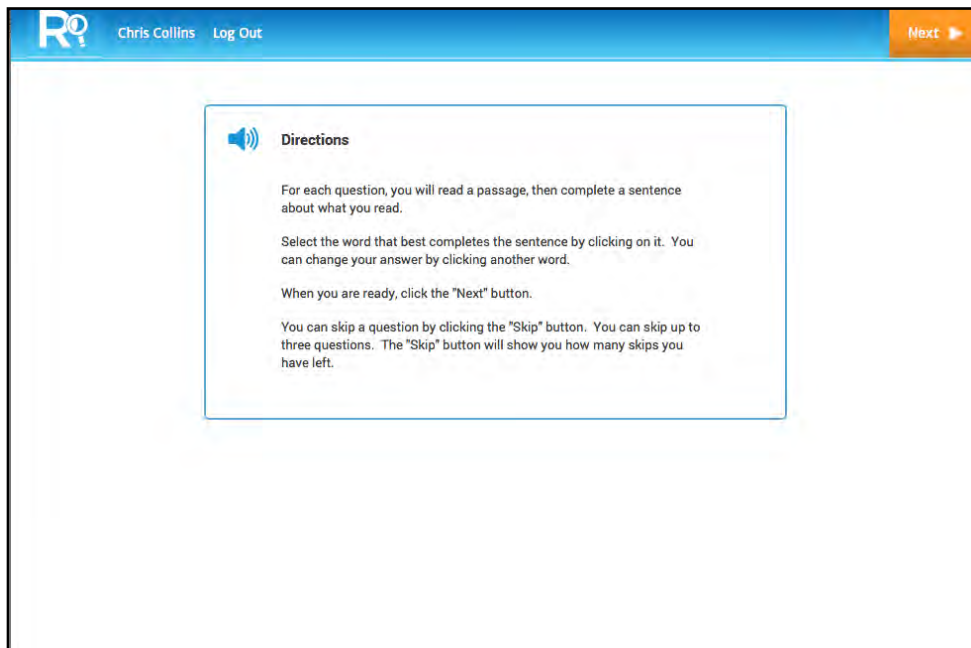 RI Chris Collins Log Out Next
Directions
For each question, you will read a passage, then complete a sentence
about what you read.
Select the word that best completes the sentence by clicking on it. You
can change your answer by clicking another word.
When you are ready, click the "Next" button.
You can skip a question by clicking the "Skip" button. You can skip up to
three questions. The "Skip" button will show you how many skips you
have left.